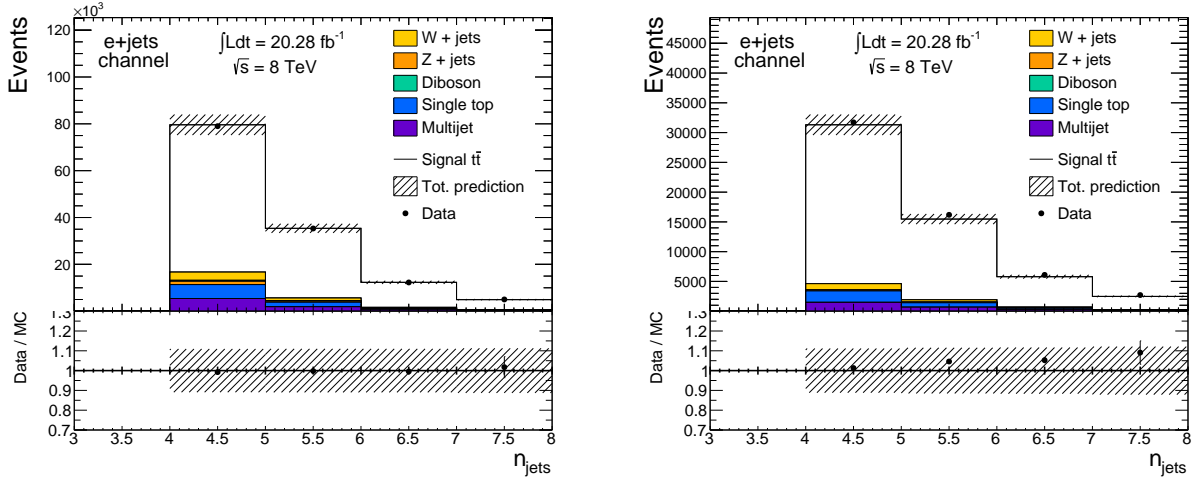 ×10³
Events
120
100
80
60
40
20
e+jets
channel
∫Ldt = 20.28 fb⁻¹
√s = 8 TeV
W + jets
Z + jets
Diboson
Single top
Multijet
Signal tt̄
Tot. prediction
Data
Data / MC
1.3
1.2
1.1
1
0.9
0.8
0.7
3 3.5 4 4.5 5 5.5 6 6.5 7 7.5 8
n_jets
Events
45000
40000
35000
30000
25000
20000
15000
10000
5000
e+jets
channel
∫Ldt = 20.28 fb⁻¹
√s = 8 TeV
W + jets
Z + jets
Diboson
Single top
Multijet
Signal tt̄
Tot. prediction
Data
Data / MC
1.3
1.2
1.1
1
0.9
0.8
0.7
3 3.5 4 4.5 5 5.5 6 6.5 7 7.5 8
n_jets